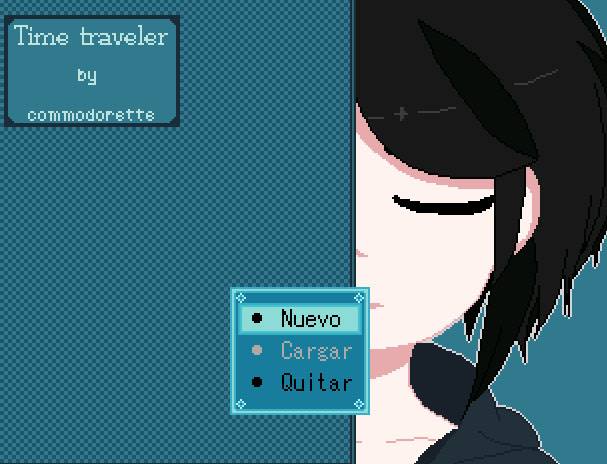 Time traveler
by
commodorette
Nuevo
Cargar
Quitar